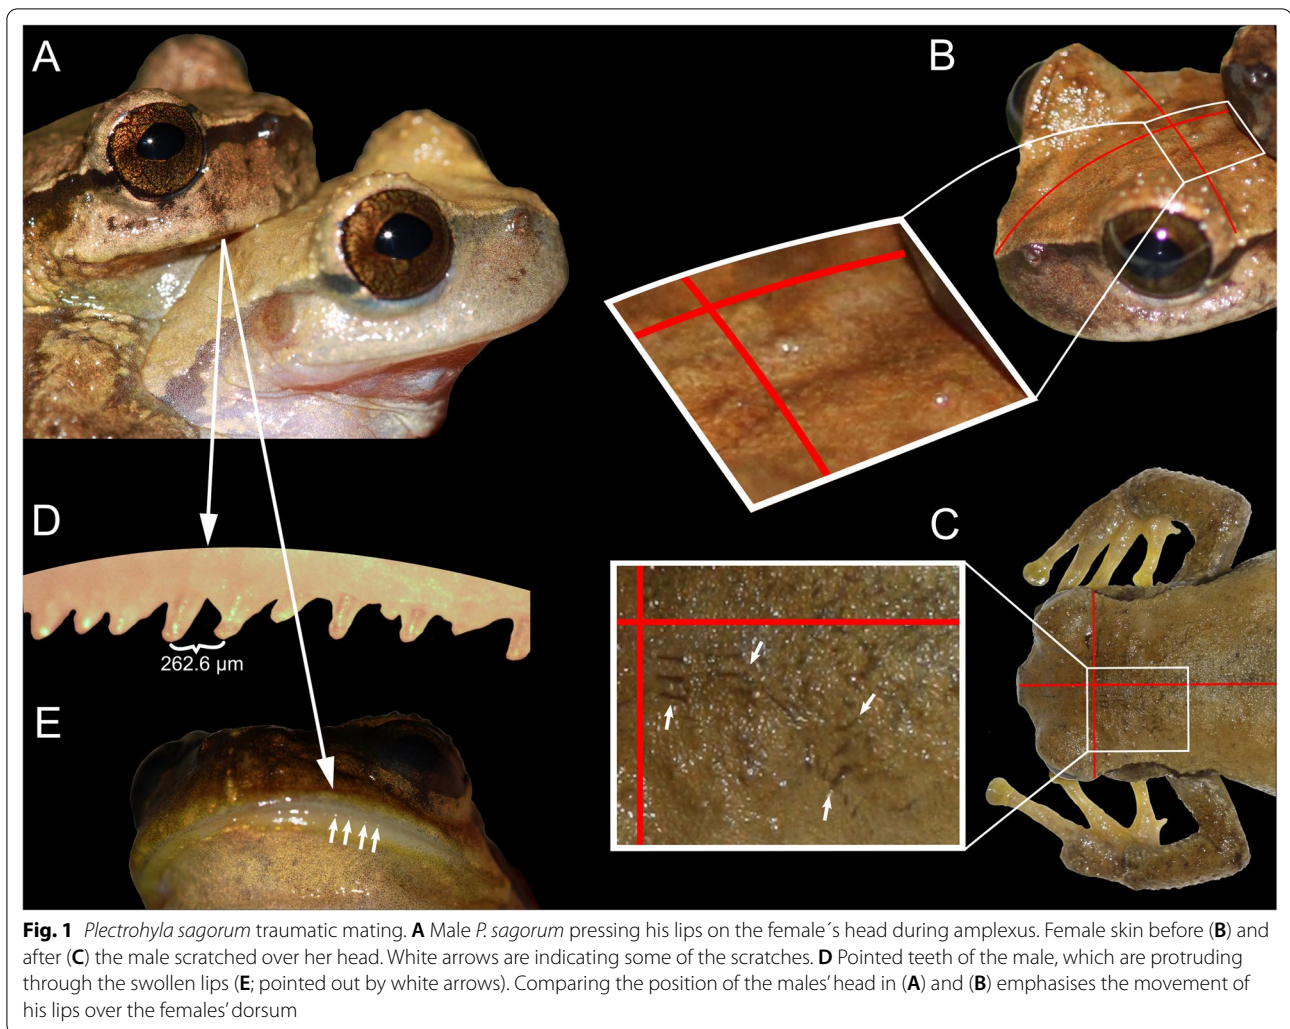 A
B
C
D
262.6 µm
E
Fig. 1 Plectrohyla sagorum traumatic mating. A Male P. sagorum pressing his lips on the female´s head during amplexus. Female skin before (B) and
after (C) the male scratched over her head. White arrows are indicating some of the scratches. D Pointed teeth of the male, which are protruding
through the swollen lips (E; pointed out by white arrows). Comparing the position of the males’ head in (A) and (B) emphasises the movement of
his lips over the females’ dorsum